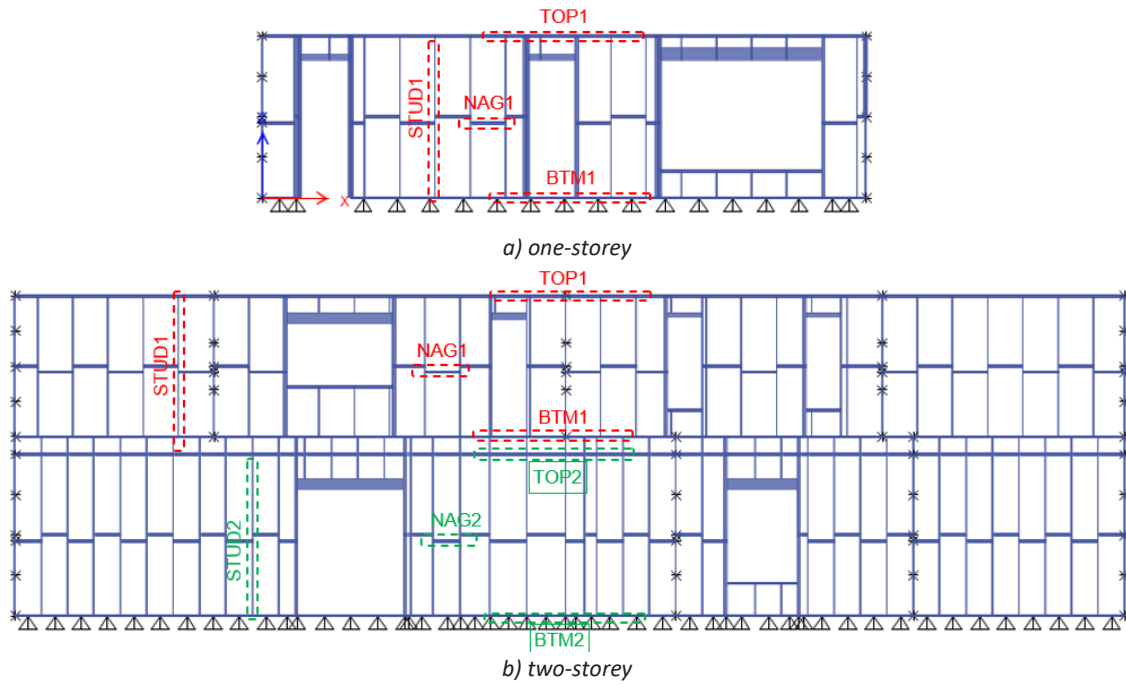 TOP1
STUD1
NAG1
BTM1
X
a) one-storey
TOP1
STUD1
NAG1
BTM1
TOP2
STUD2
NAG2
BTM2
b) two-storey